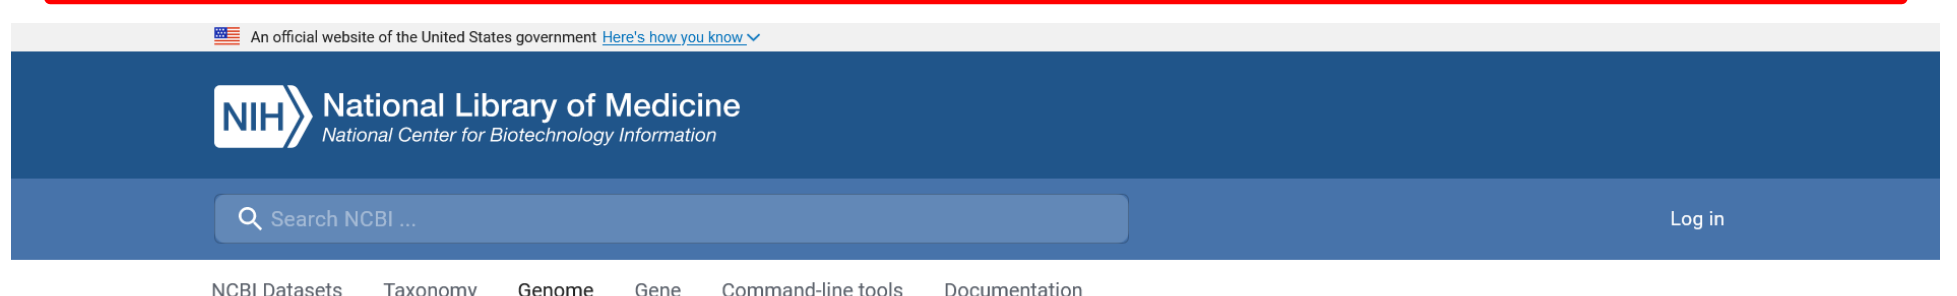 An official website of the United States government Here's how you know
NIH National Library of Medicine
National Center for Biotechnology Information
Search NCBI ...
Log in
NCBI Datasets Taxonomy Genome Gene Command-line tools Documentation